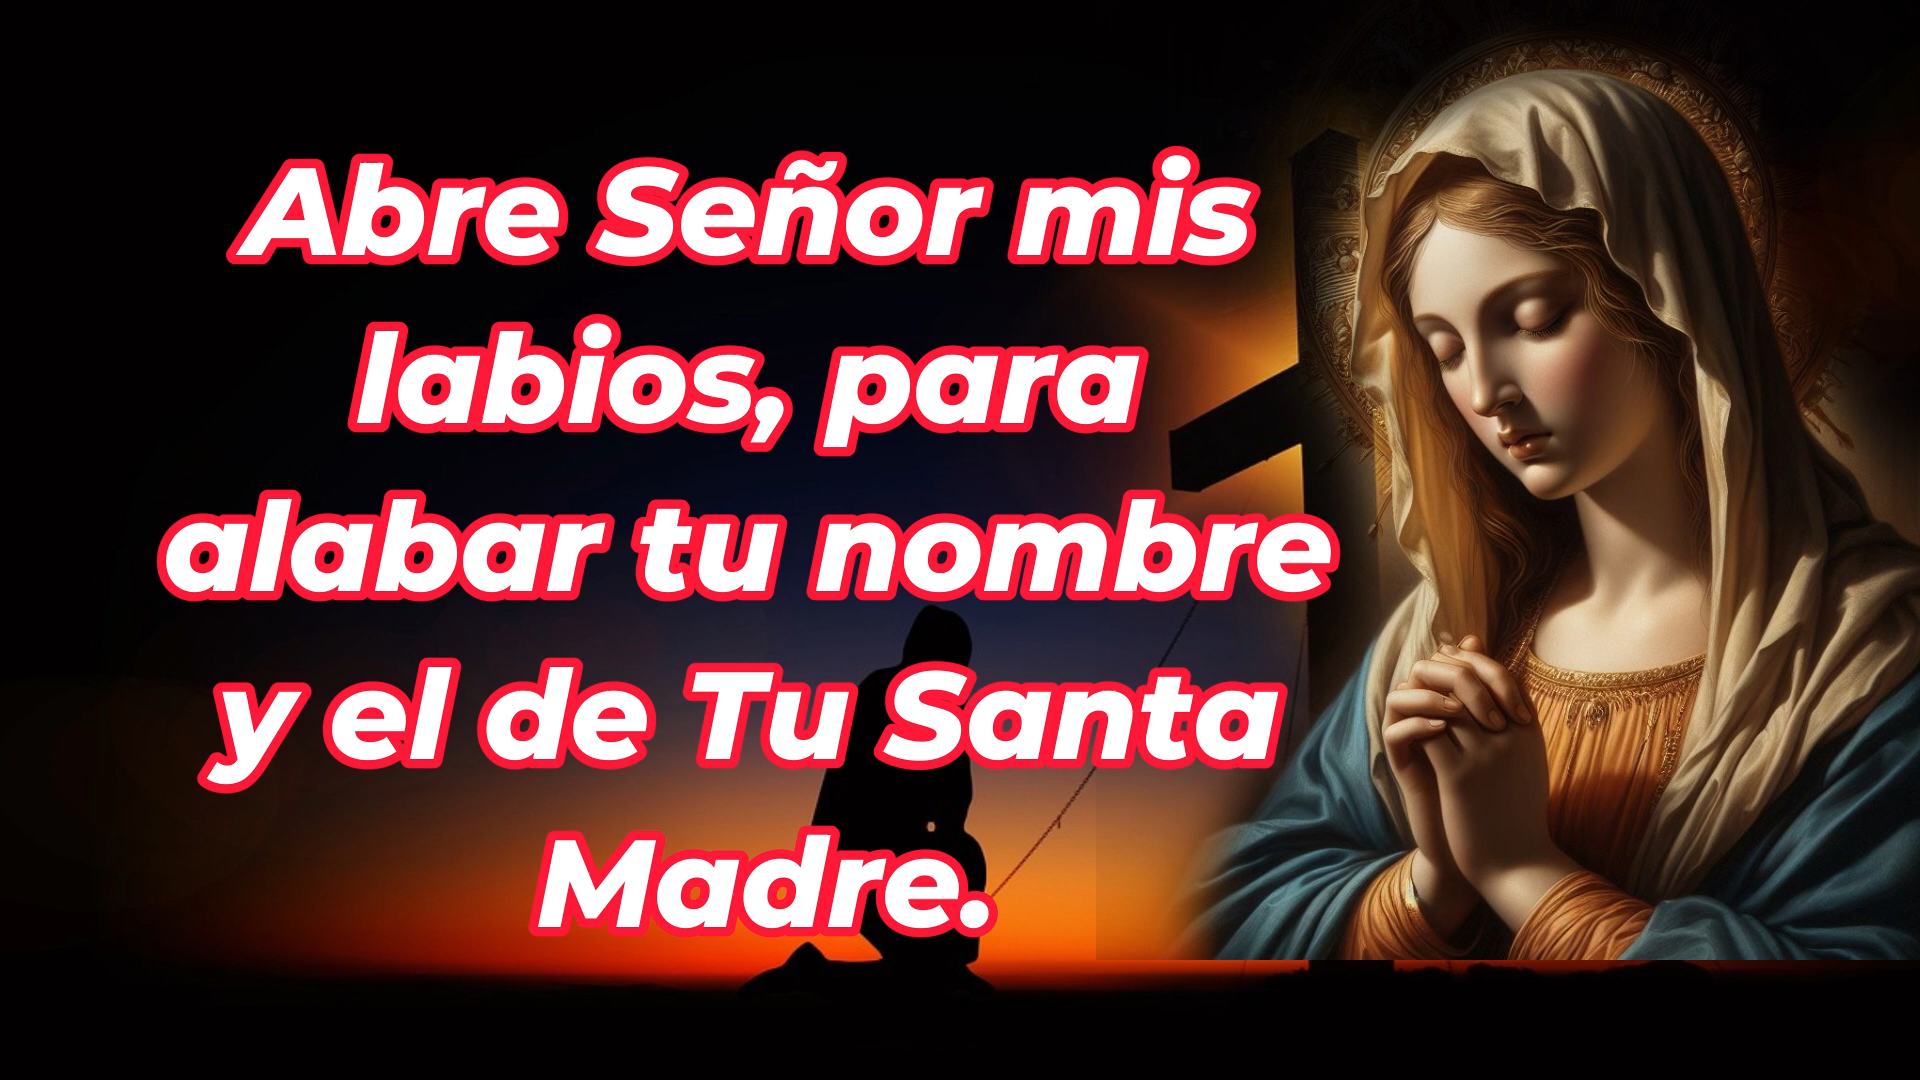 Abre Señor mis
labios, para
alabar tu nombre
y el de Tu Santa
Madre.